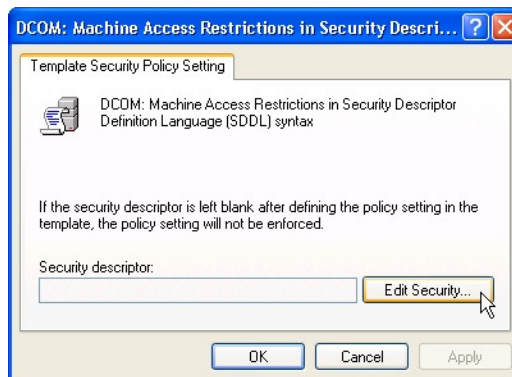 DCOM: Machine Access Restrictions in Security Descri...
Template Security Policy Setting
DCOM: Machine Access Restrictions in Security Descriptor
Definition Language (SDDL) syntax
If the security descriptor is left blank after defining the policy setting in the
template, the policy setting will not be enforced.
Security descriptor:
Edit Security...
OK Cancel Apply